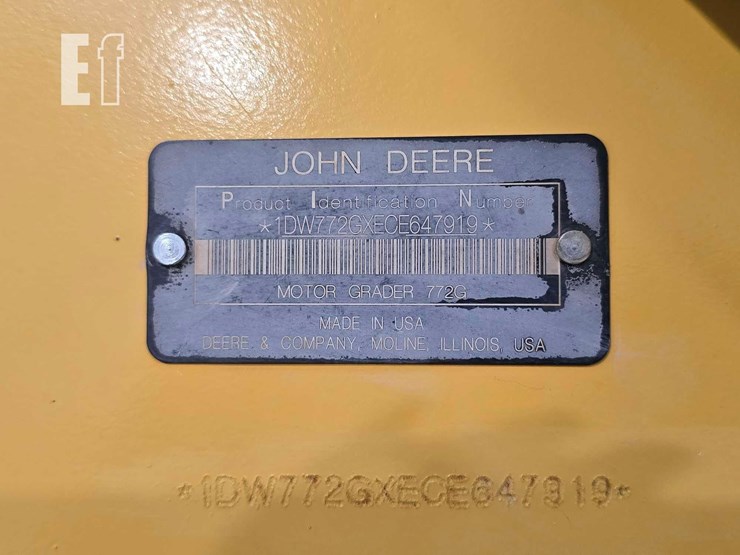 Ef
JOHN DEERE
Product Identification Number
*1DW772GXECE647919*
MOTOR GRADER 772G
MADE IN USA
DEERE & COMPANY, MOLINE, ILLINOIS, USA
*1DW772GXECE647919*